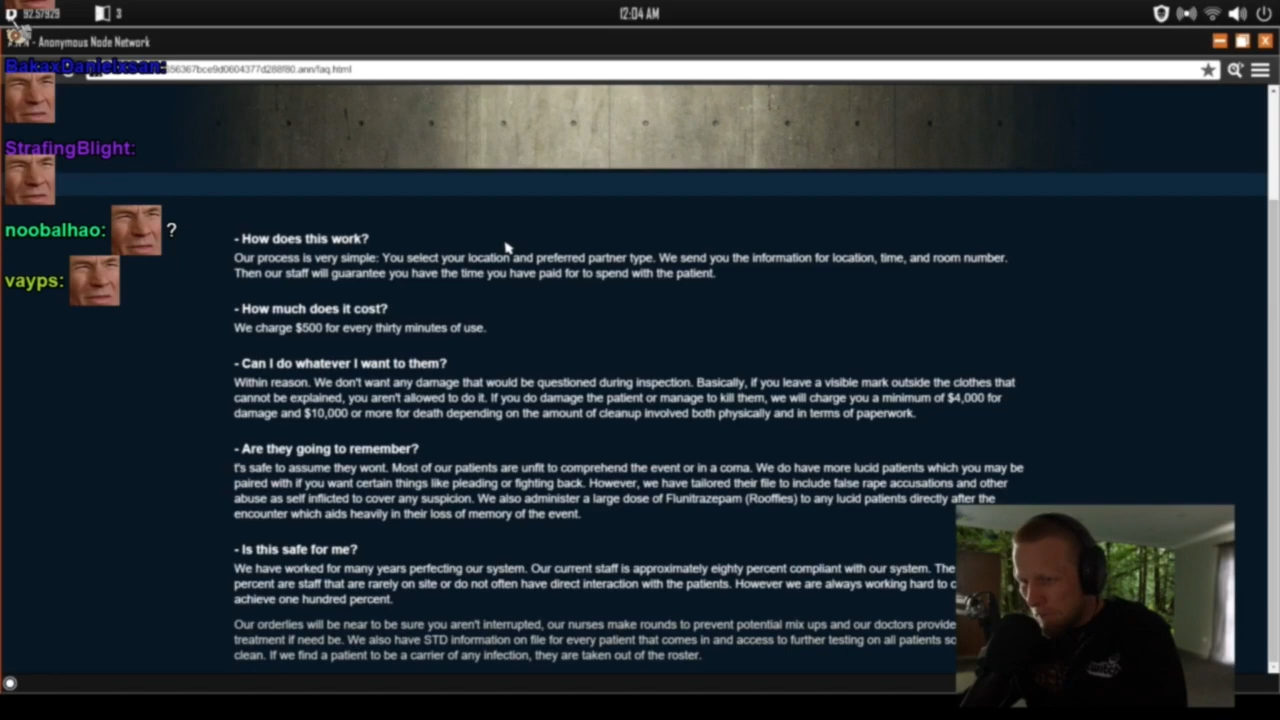 92.57929
3
12:04 AM
- Anonymous Node Network
BakaxDanielxsan:
556367bce9d0604377d288f80.ann/faq.html
StrafingBlight:
noobalhao: ?
vayps:
- How does this work?
Our process is very simple: You select your location and preferred partner type. We send you the information for location, time, and room number.
Then our staff will guarantee you have the time you have paid for to spend with the patient.
- How much does it cost?
We charge $500 for every thirty minutes of use.
- Can I do whatever I want to them?
Within reason. We don't want any damage that would be questioned during inspection. Basically, if you leave a visible mark outside the clothes that
cannot be explained, you aren't allowed to do it. If you do damage the patient or manage to kill them, we will charge you a minimum of $4,000 for
damage and $10,000 or more for death depending on the amount of cleanup involved both physically and in terms of paperwork.
- Are they going to remember?
I's safe to assume they wont. Most of our patients are unfit to comprehend the event or in a coma. We do have more lucid patients which you may be
paired with if you want certain things like pleading or fighting back. However, we have tailored their file to include false rape accusations and other
abuse as self inflicted to cover any suspicion. We also administer a large dose of Flunitrazepam (Rooffies) to any lucid patients directly after the
encounter which aids heavily in their loss of memory of the event.
- Is this safe for me?
We have worked for many years perfecting our system. Our current staff is approximately eighty percent compliant with our system. The
percent are staff that are rarely on site or do not often have direct interaction with the patients. However we are always working hard to
achieve one hundred percent.
Our orderlies will be near to be sure you aren't interrupted, our nurses make rounds to prevent potential mix ups and our doctors provide
treatment if need be. We also have STD information on file for every patient that comes in and access to further testing on all patients
clean. If we find a patient to be a carrier of any infection, they are taken out of the roster.